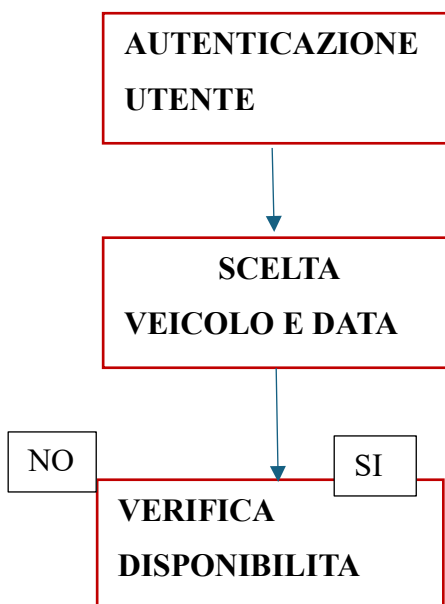 AUTENTICAZIONE
UTENTE
SCELTA
VEICOLO E DATA
NO
SI
VERIFICA
DISPONIBILITA